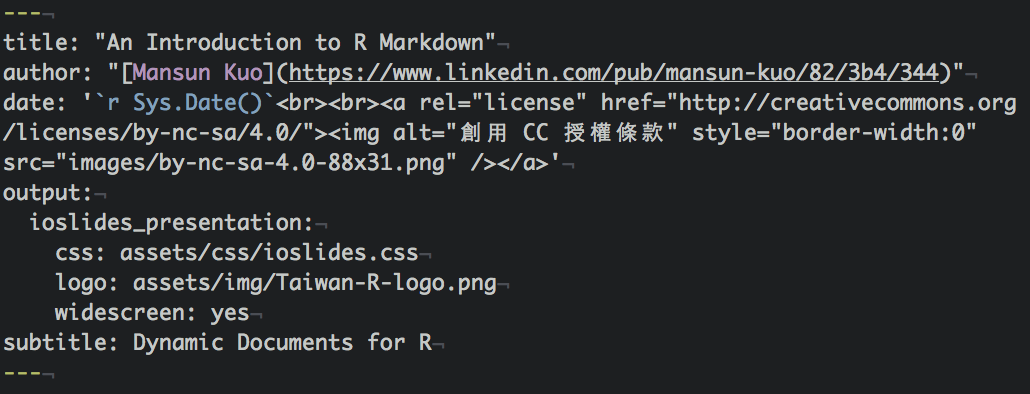 ---¬
title: "An Introduction to R Markdown"¬
author: "[Mansun Kuo](https://www.linkedin.com/pub/mansun-kuo/82/3b4/344)"¬
date: '`r Sys.Date()`<br><br><a rel="license" href="http://creativecommons.org
/licenses/by-nc-sa/4.0/"><img alt="創用 CC 授權條款" style="border-width:0"
src="images/by-nc-sa-4.0-88x31.png" /></a>'¬
output:¬
  ioslides_presentation:¬
    css: assets/css/ioslides.css¬
    logo: assets/img/Taiwan-R-logo.png¬
    widescreen: yes¬
subtitle: Dynamic Documents for R¬
---¬